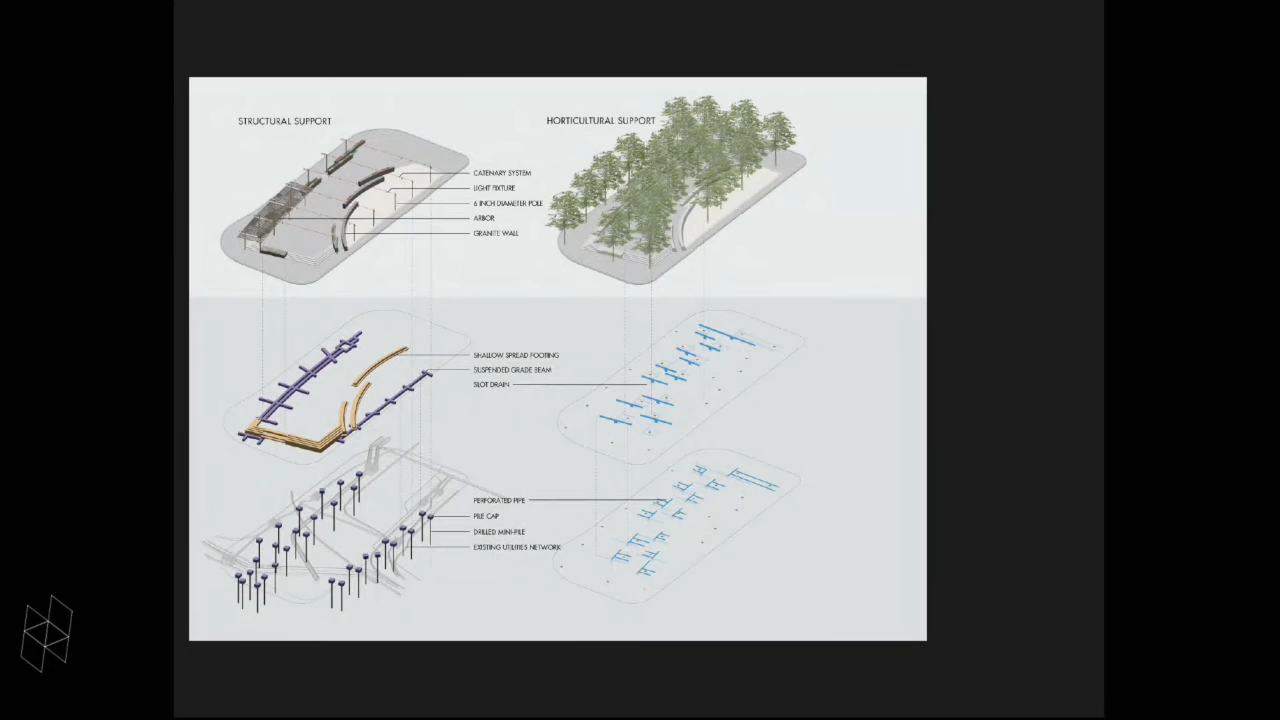 STRUCTURAL SUPPORT
HORTICULTURAL SUPPORT
CATENARY SYSTEM
LIGHT FIXTURE
6 INCH DIAMETER POLE
ARBOR
GRANITE WALL
SHALLOW SPREAD FOOTING
SUSPENDED GRADE BEAM
SLOT DRAIN
PERFORATED PIPE
PILE CAP
DRILLED MINI-PILE
EXISTING UTILITIES NETWORK